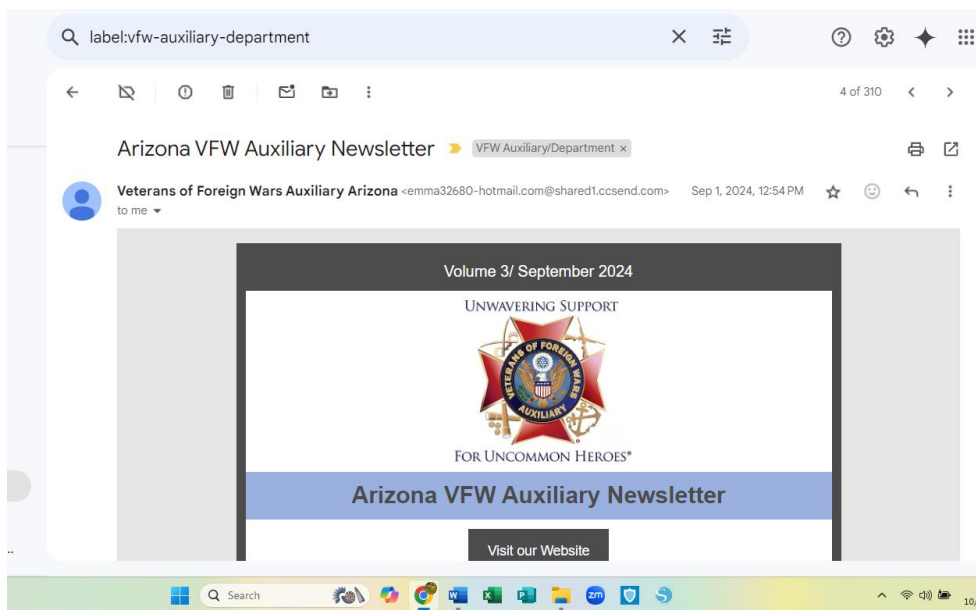 label:vfw-auxiliary-department
4 of 310
Arizona VFW Auxiliary Newsletter
VFW Auxiliary/Department ×
Veterans of Foreign Wars Auxiliary Arizona <emma32680-hotmail.com@shared1.ccsend.com> Sep 1, 2024, 12:54 PM
to me
Volume 3/ September 2024
UNWAVERING SUPPORT
VETERANS OF FOREIGN WARS
AUXILIARY
FOR UNCOMMON HEROES®
Arizona VFW Auxiliary Newsletter
Visit our Website
..
Search
zm
10